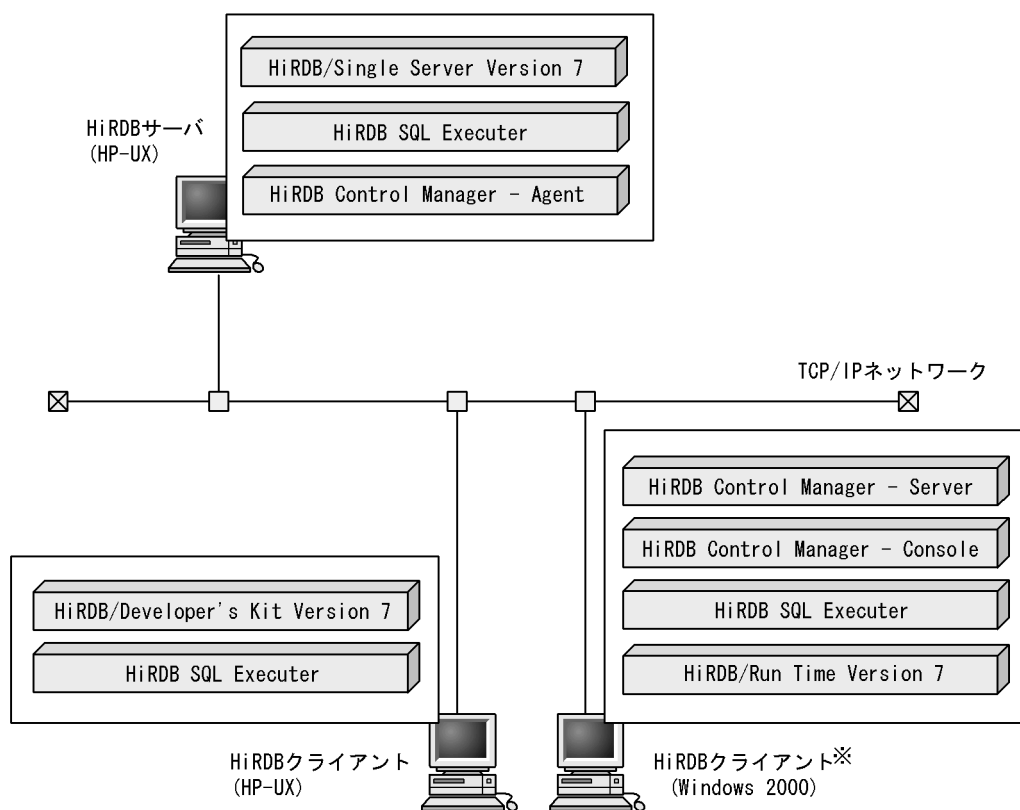 HiRDB/Single Server Version 7
HiRDB SQL Executer
HiRDB Control Manager － Agent
HiRDBサーバ
(HP-UX)
TCP/IPネットワーク
HiRDB Control Manager － Server
HiRDB Control Manager － Console
HiRDB SQL Executer
HiRDB/Run Time Version 7
HiRDB/Developer's Kit Version 7
HiRDB SQL Executer
HiRDBクライアント
(HP-UX)
HiRDBクライアント※
(Windows 2000)